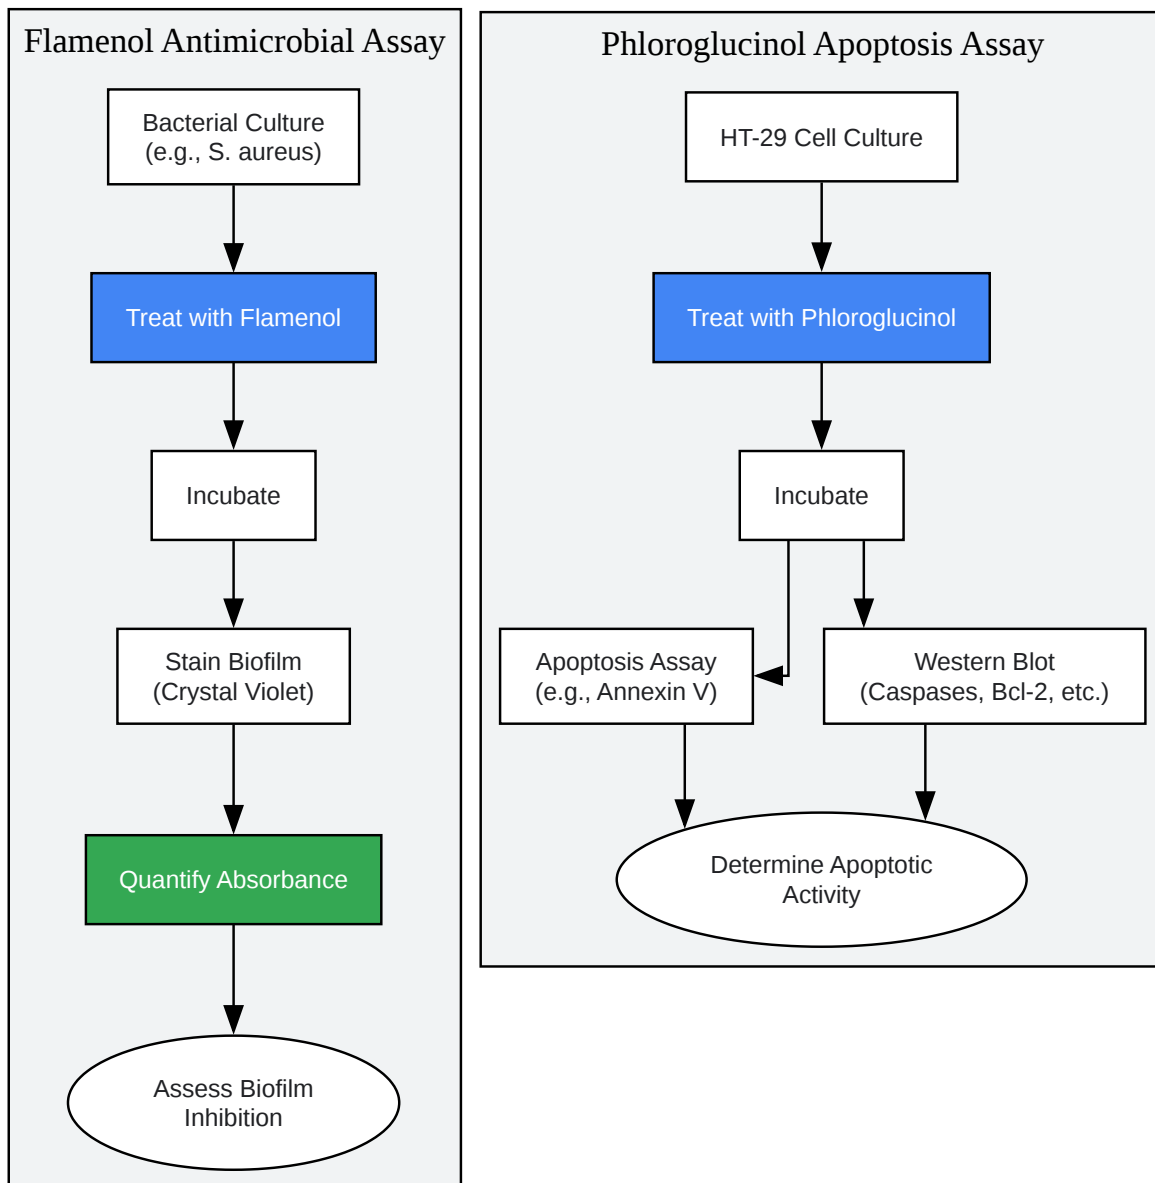 Flamenol Antimicrobial Assay
Bacterial Culture
(e.g., S. aureus)
Treat with Flamenol
Incubate
Stain Biofilm
(Crystal Violet)
Quantify Absorbance
Assess Biofilm
Inhibition
Phloroglucinol Apoptosis Assay
HT-29 Cell Culture
Treat with Phloroglucinol
Incubate
Apoptosis Assay
(e.g., Annexin V)
Western Blot
(Caspases, Bcl-2, etc.)
Determine Apoptotic
Activity